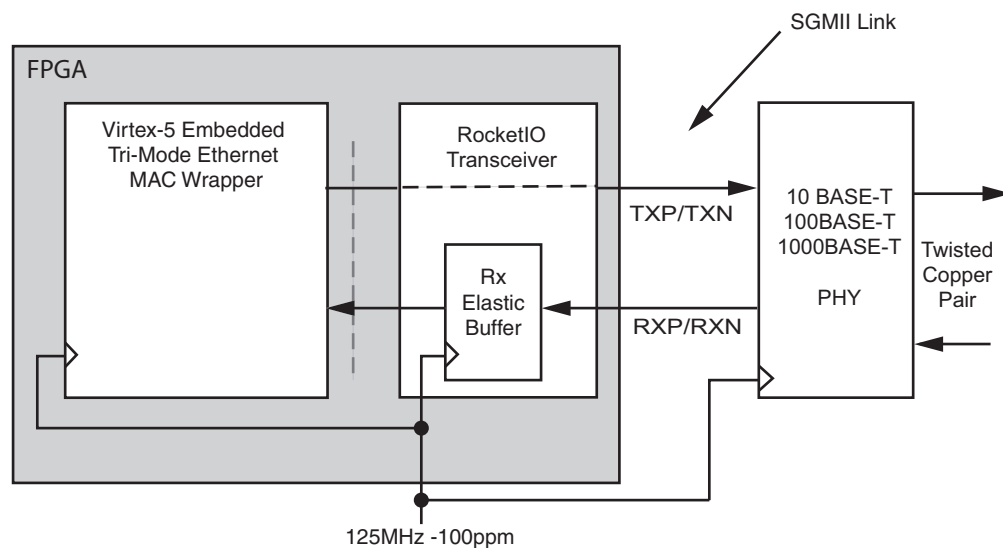 SGMII Link
FPGA
Virtex-5 Embedded
Tri-Mode Ethernet
MAC Wrapper
RocketIO
Transceiver
TXP/TXN
10 BASE-T
100BASE-T
1000BASE-T
PHY
Twisted
Copper
Pair
Rx
Elastic
Buffer
RXP/RXN
125MHz -100ppm